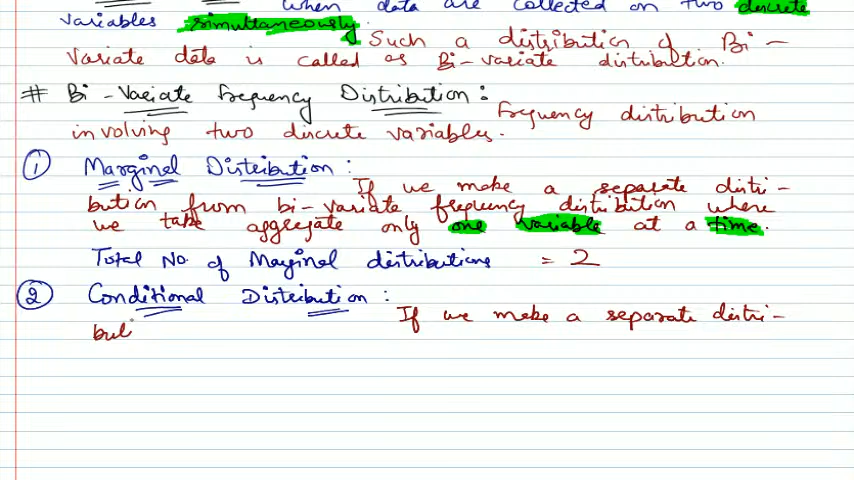 when data are collected on two discrete
variables simultaneously. Such a distribution of Bi-
variate data is called as Bi-variate distribution.
# Bi-Variate Frequency Distribution: Frequency distribution
involving two discrete variables.
① Marginal Distribution: If we make a separate distri-
bution from bi-variate frequency distribution where
we take aggregate only one variable at a time.
Total No. of Marginal distributions = 2
② Conditional Distribution: If we make a separate distri-
buti